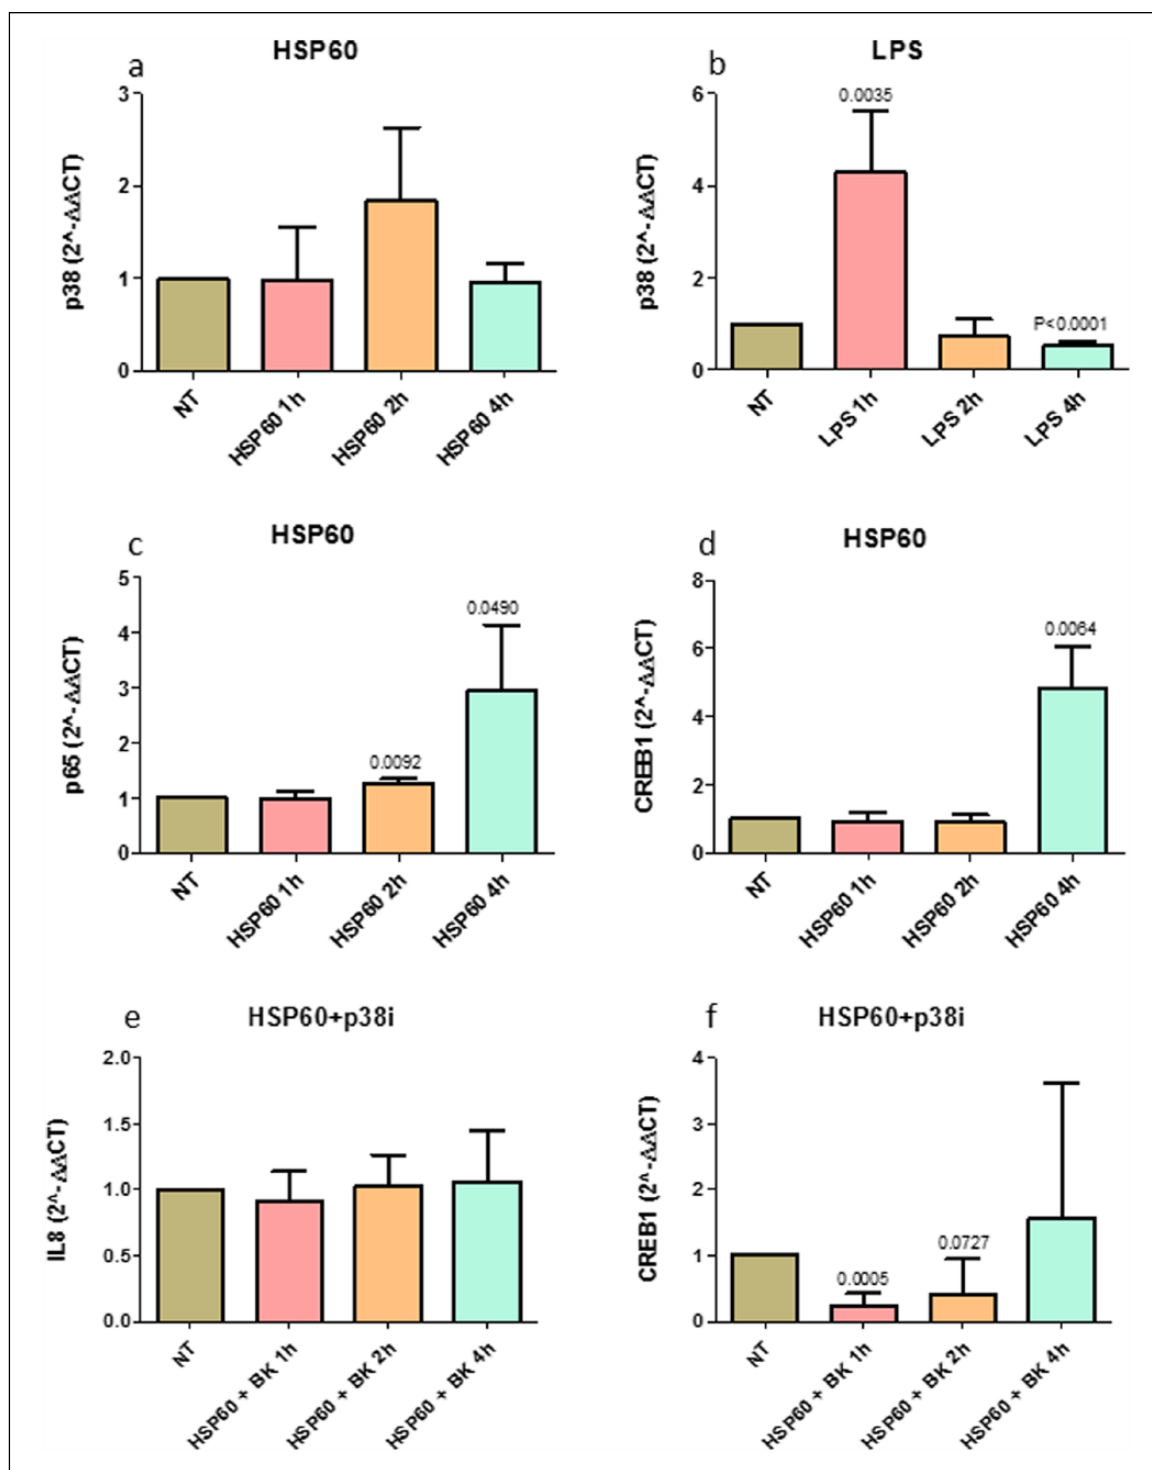 a
HSP60
p38 (2^-ΔΔCT)
3
2
1
0
NT
HSP60 1h
HSP60 2h
HSP60 4h
b
LPS
p38 (2^-ΔΔCT)
6
4
2
0
0.0035
P<0.0001
NT
LPS 1h
LPS 2h
LPS 4h
c
HSP60
p65 (2^-ΔΔCT)
5
4
3
2
1
0
0.0092
0.0490
NT
HSP60 1h
HSP60 2h
HSP60 4h
d
HSP60
CREB1 (2^-ΔΔCT)
8
6
4
2
0
0.0064
NT
HSP60 1h
HSP60 2h
HSP60 4h
e
HSP60+p38i
IL8 (2^-ΔΔCT)
2.0
1.5
1.0
0.5
0.0
NT
HSP60 + BK 1h
HSP60 + BK 2h
HSP60 + BK 4h
f
HSP60+p38i
CREB1 (2^-ΔΔCT)
4
3
2
1
0
0.0005
0.0727
NT
HSP60 + BK 1h
HSP60 + BK 2h
HSP60 + BK 4h